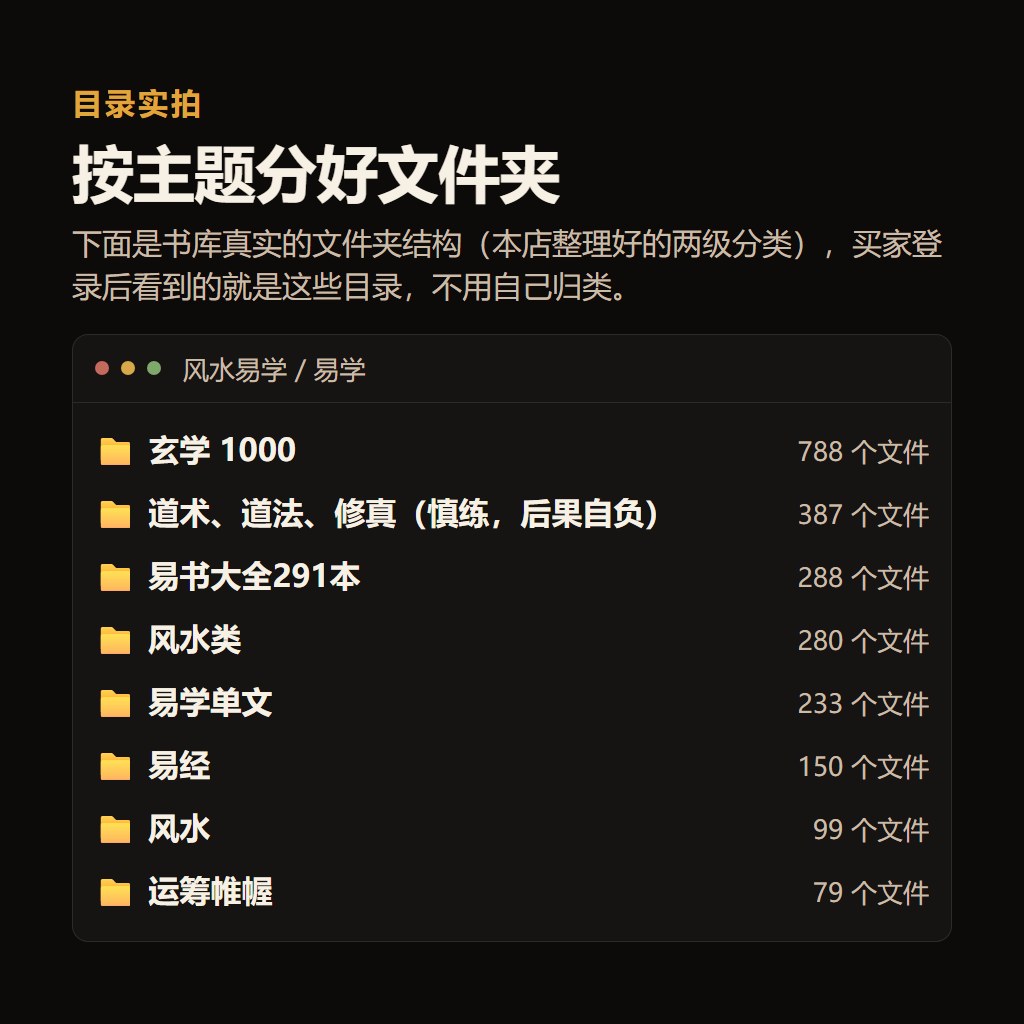 目录实拍
按主题分好文件夹
下面是书库真实的文件夹结构（本店整理好的两级分类），买家登
录后看到的就是这些目录，不用自己归类。
风水易学 / 易学
玄学 1000 788 个文件
道术、道法、修真（慎练，后果自负） 387 个文件
易书大全291本 288 个文件
风水类 280 个文件
易学单文 233 个文件
易经 150 个文件
风水 99 个文件
运筹帷幄 79 个文件